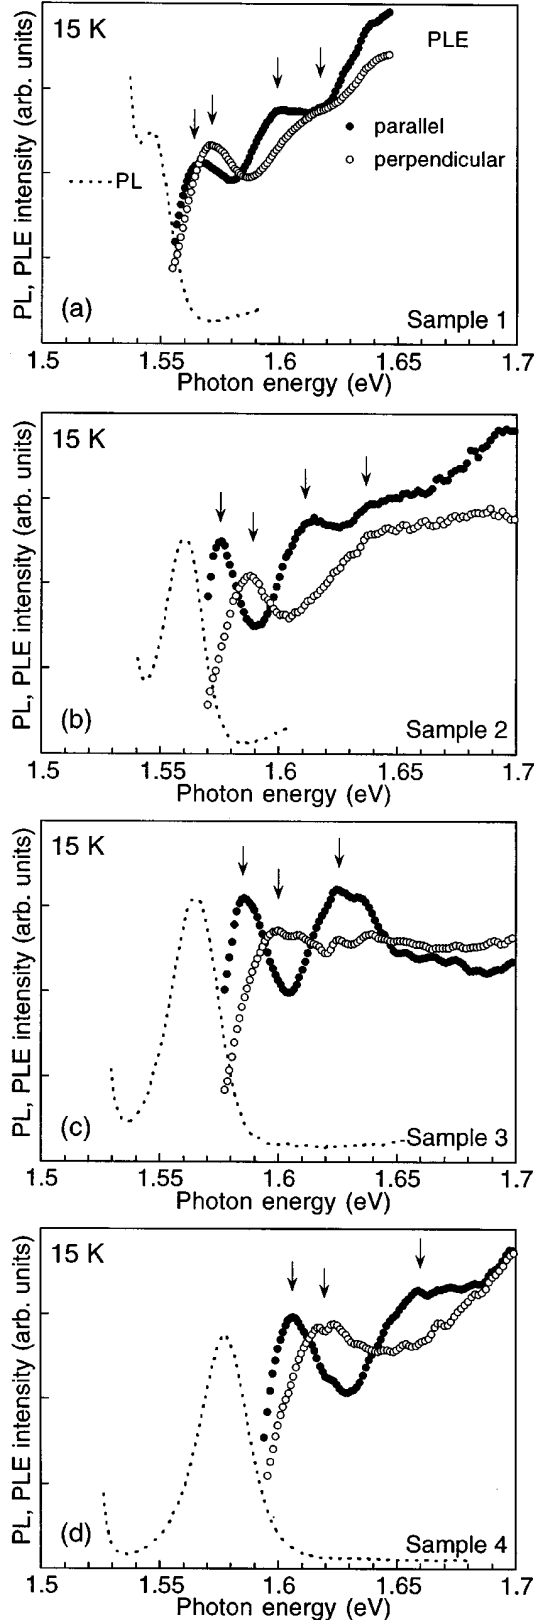 15 K
PLE
parallel
perpendicular
PL
(a)
Sample 1
PL, PLE intensity (arb. units)
1.5 1.55 1.6 1.65 1.7
Photon energy (eV)
15 K
(b)
Sample 2
PL, PLE intensity (arb. units)
1.5 1.55 1.6 1.65 1.7
Photon energy (eV)
15 K
(c)
Sample 3
PL, PLE intensity (arb. units)
1.5 1.55 1.6 1.65 1.7
Photon energy (eV)
15 K
(d)
Sample 4
PL, PLE intensity (arb. units)
1.5 1.55 1.6 1.65 1.7
Photon energy (eV)